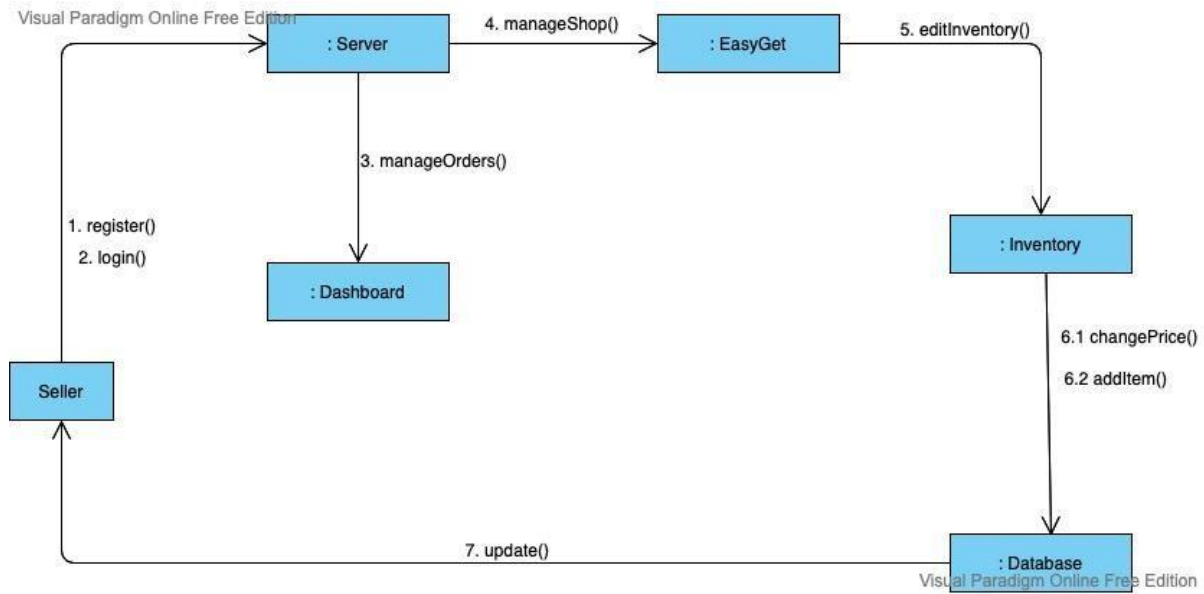 Visual Paradigm Online Free Edition
: Server
4. manageShop()
: EasyGet
5. editInventory()
3. manageOrders()
1. register()
2. login()
: Inventory
: Dashboard
6.1 changePrice()
6.2 addItem()
Seller
7. update()
: Database
Visual Paradigm Online Free Edition